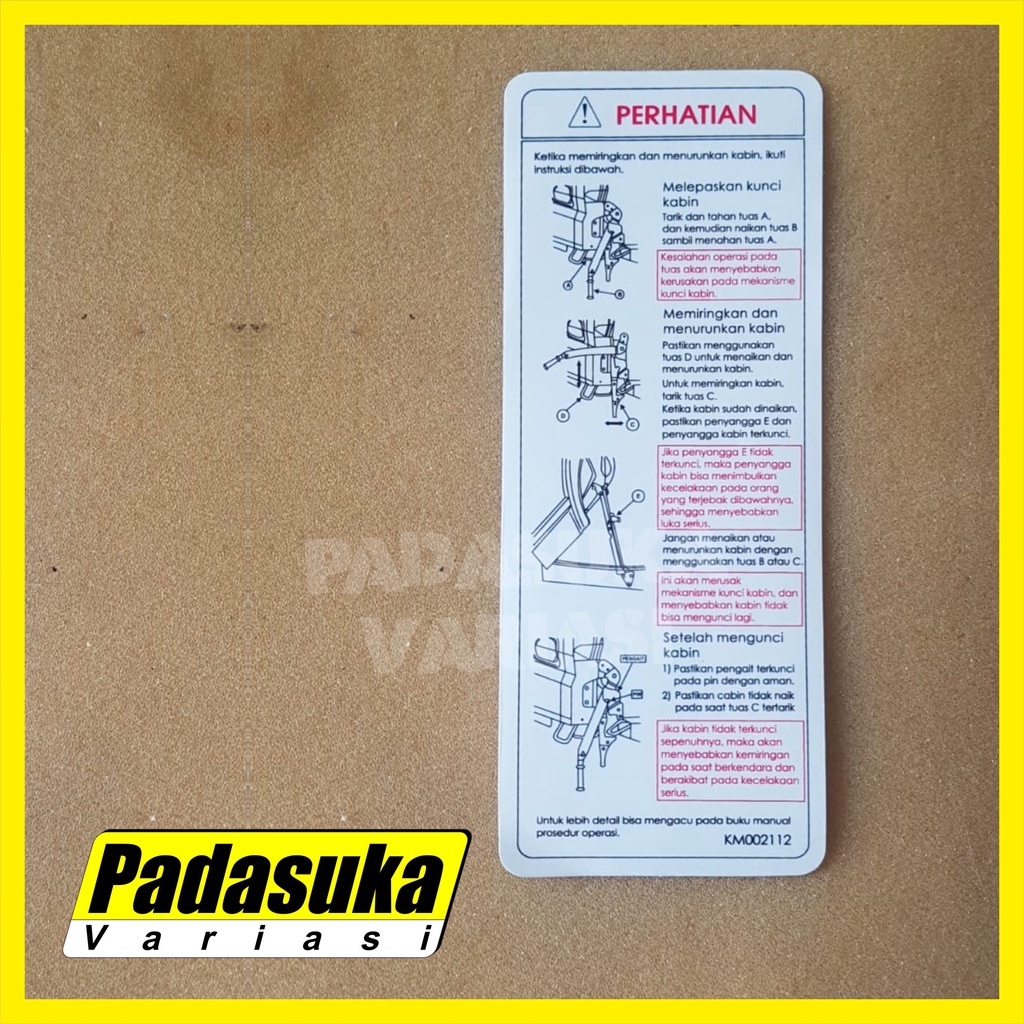 PERHATIAN
Ketika memiringkan dan menurunkan kabin, ikuti
instruksi dibawah.
Melepaskan kunci
kabin
Tarik dan tahan tuas A,
dan kemudian naikan tuas B
sambil menahan tuas A.
Kesalahan operasi pada
tuas akan menyebabkan
kerusakan pada mekanisme
kunci kabin.
A
B
Memiringkan dan
menurunkan kabin
Pastikan menggunakan
tuas D untuk menaikan dan
menurunkan kabin.
Untuk memiringkan kabin,
tarik tuas C.
Ketika kabin sudah dinaikan,
pastikan penyangga E dan
penyangga kabin terkunci.
D
C
Jika penyangga E tidak
terkunci, maka penyangga
kabin bisa menimbulkan
kecelakaan pada orang
yang terjebak dibawahnya,
sehingga menyebabkan
luka serius.
E
Jangan menaikan atau
menurunkan kabin dengan
menggunakan tuas B atau C.
Ini akan merusak
mekanisme kunci kabin, dan
menyebabkan kabin tidak
bisa mengunci lagi.
Setelah mengunci
kabin
1) Pastikan pengait terkunci
pada pin dengan aman.
2) Pastikan cabin tidak naik
pada saat tuas C tertarik
PENGAIT
PIN
Jika kabin tidak terkunci
sepenuhnya, maka akan
menyebabkan kemiringan
pada saat berkendara dan
berakibat pada kecelakaan
serius.
Untuk lebih detail bisa mengacu pada buku manual
prosedur operasi.
KM002112
PADASUKA
VARIASI
Padasuka
Variasi